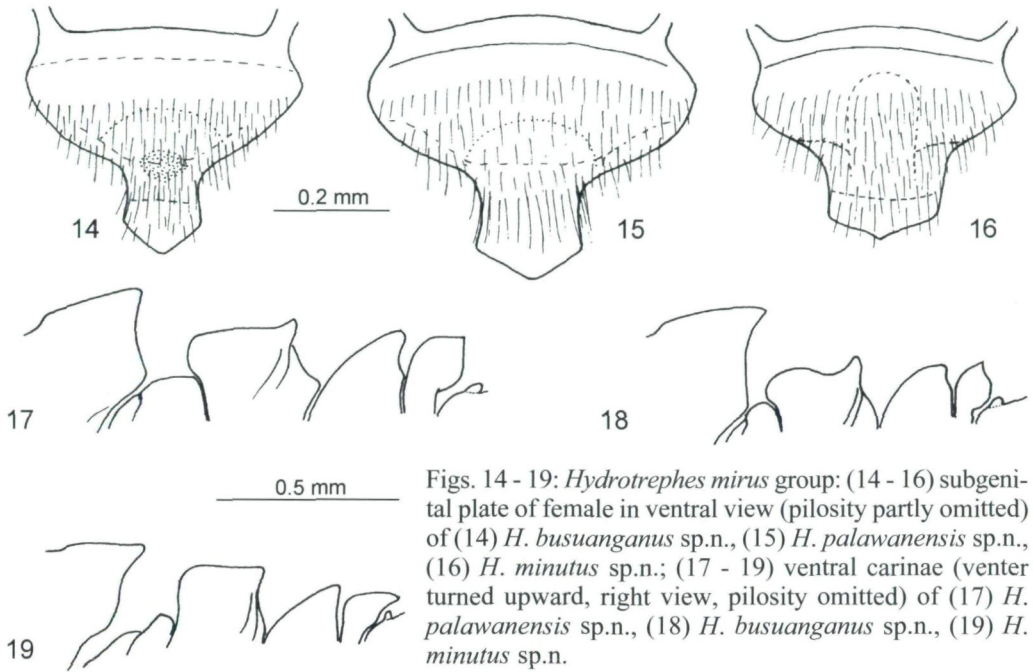 14
0.2 mm
15
16
17
18
0.5 mm
19
Figs. 14 - 19: Hydrotrephes mirus group: (14 - 16) subgeni-
tal plate of female in ventral view (pilosity partly omitted)
of (14) H. busuanganus sp.n., (15) H. palawanensis sp.n.,
(16) H. minutus sp.n.; (17 - 19) ventral carinae (venter
turned upward, right view, pilosity omitted) of (17) H.
palawanensis sp.n., (18) H. busuanganus sp.n., (19) H.
minutus sp.n.